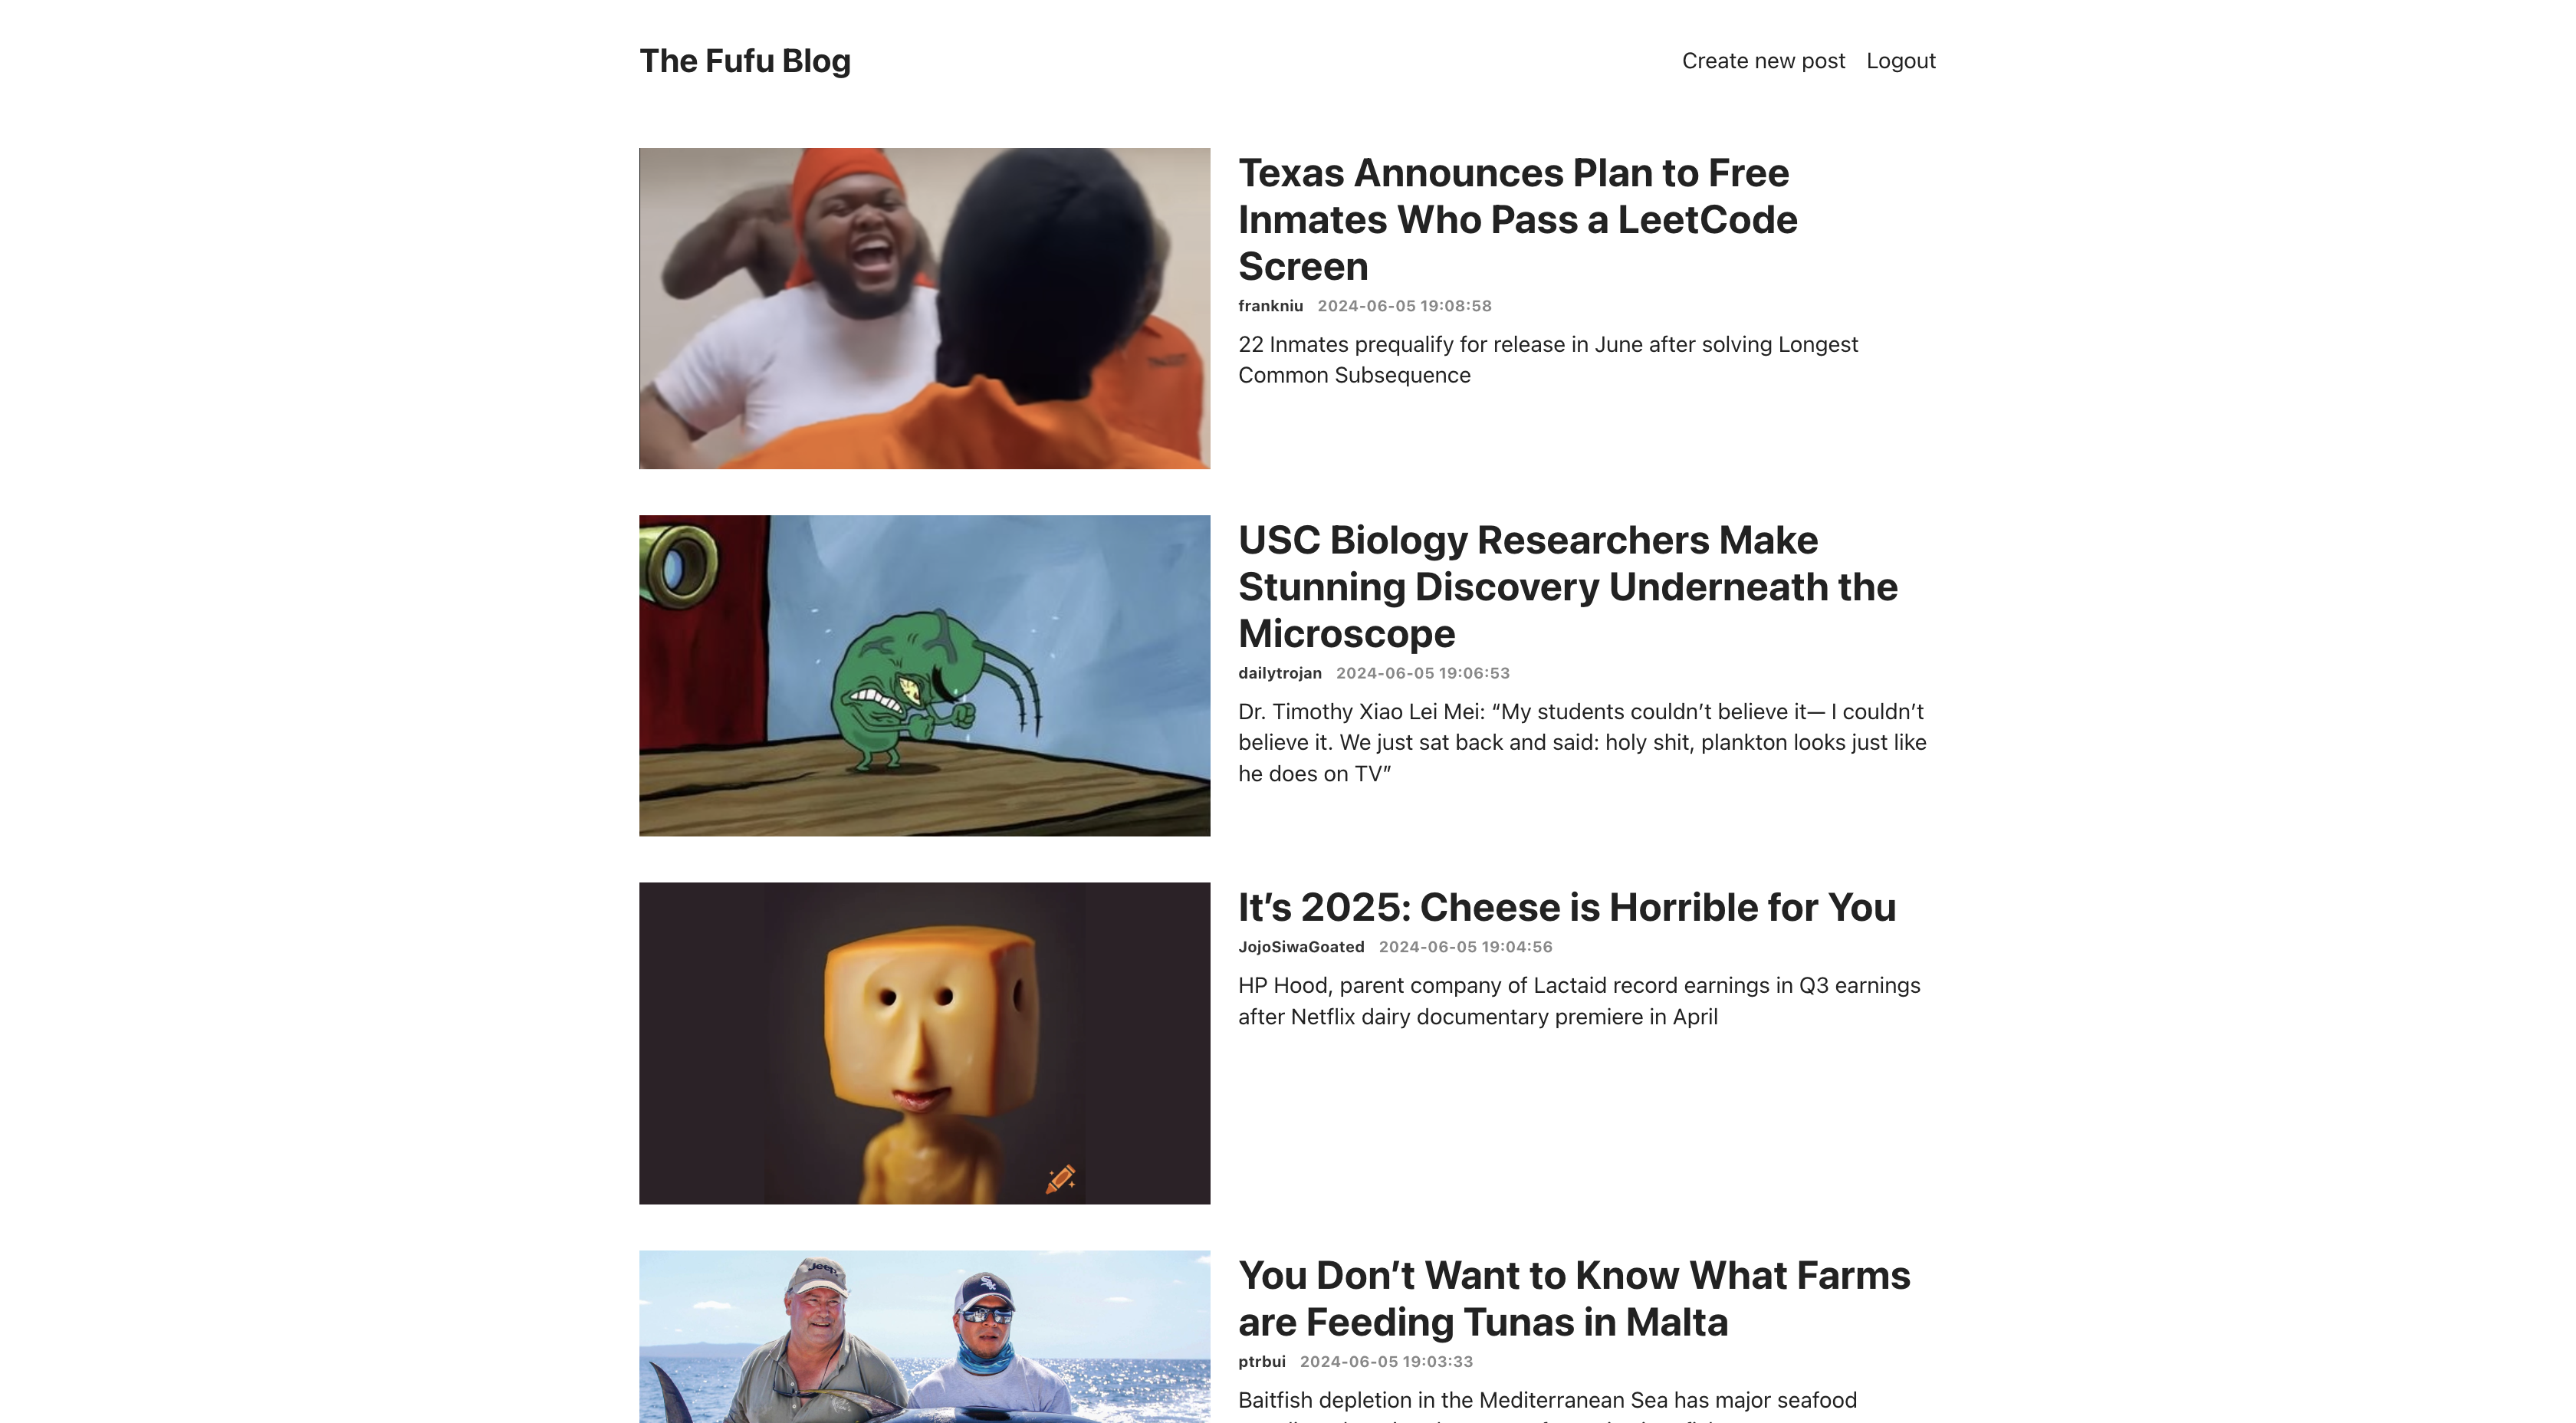 The Fufu Blog
Create new post
Logout
Texas Announces Plan to Free
Inmates Who Pass a LeetCode
Screen
frankniu 2024-06-05 19:08:58
22 Inmates prequalify for release in June after solving Longest
Common Subsequence
USC Biology Researchers Make
Stunning Discovery Underneath the
Microscope
dailytrojan 2024-06-05 19:06:53
Dr. Timothy Xiao Lei Mei: “My students couldn’t believe it— I couldn’t
believe it. We just sat back and said: holy shit, plankton looks just like
he does on TV”
It’s 2025: Cheese is Horrible for You
JojoSiwaGoated 2024-06-05 19:04:56
HP Hood, parent company of Lactaid record earnings in Q3 earnings
after Netflix dairy documentary premiere in April
Jeep
You Don’t Want to Know What Farms
are Feeding Tunas in Malta
ptrbui 2024-06-05 19:03:33
Baitfish depletion in the Mediterranean Sea has major seafood